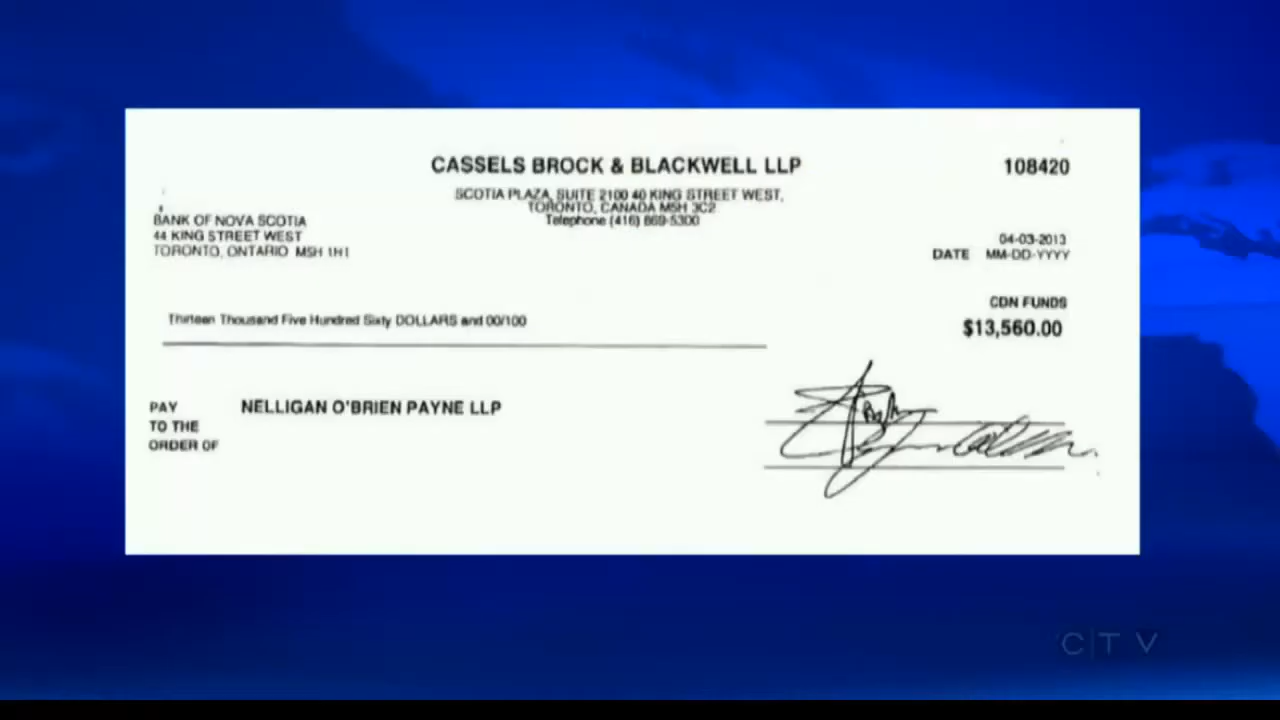 CASSELS BROCK & BLACKWELL LLP
108420
SCOTIA PLAZA, SUITE 2100 40 KING STREET WEST,
TORONTO, CANADA M5H 3C2
Telephone (416) 869-5300
BANK OF NOVA SCOTIA
44 KING STREET WEST
TORONTO, ONTARIO M5H 1H1
04-03-2013
DATE MM-DD-YYYY
CDN FUNDS
Thirteen Thousand Five Hundred Sixty DOLLARS and 00/100
$13,560.00
PAY NELLIGAN O'BRIEN PAYNE LLP
TO THE
ORDER OF
CTV